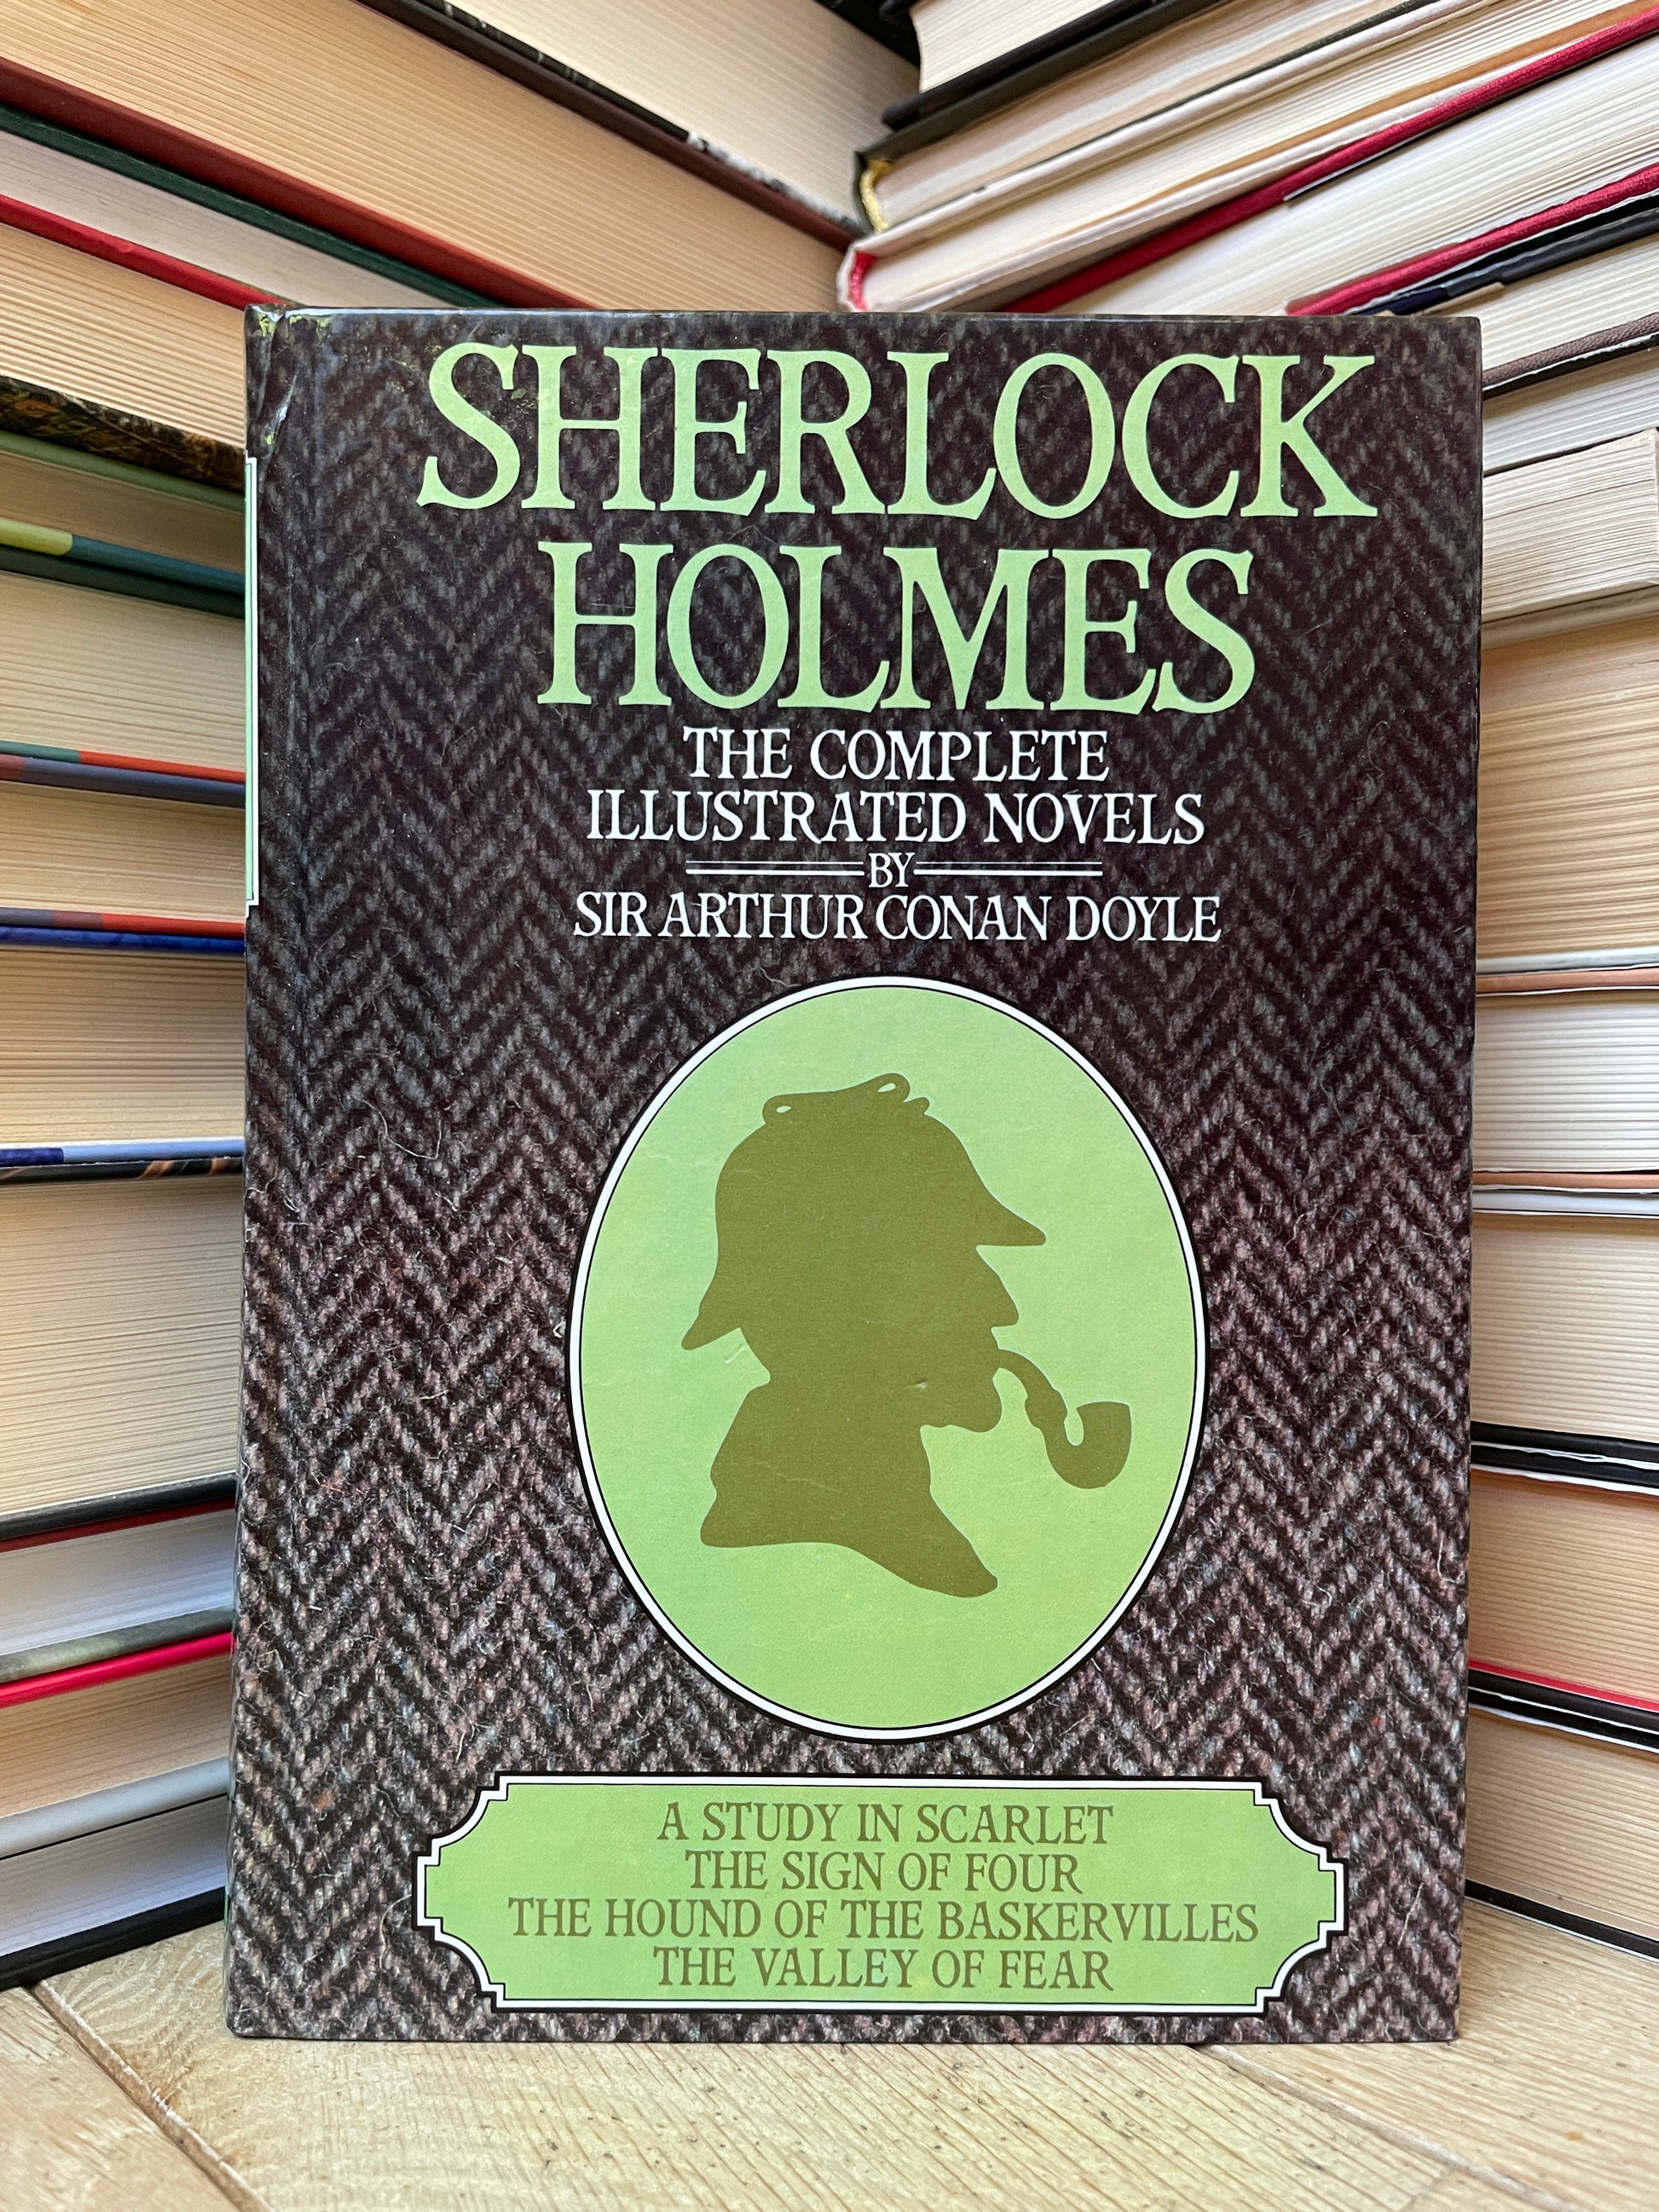 SHERLOCK
HOLMES
THE COMPLETE
ILLUSTRATED NOVELS
BY
SIR ARTHUR CONAN DOYLE
A STUDY IN SCARLET
THE SIGN OF FOUR
THE HOUND OF THE BASKERVILLES
THE VALLEY OF FEAR